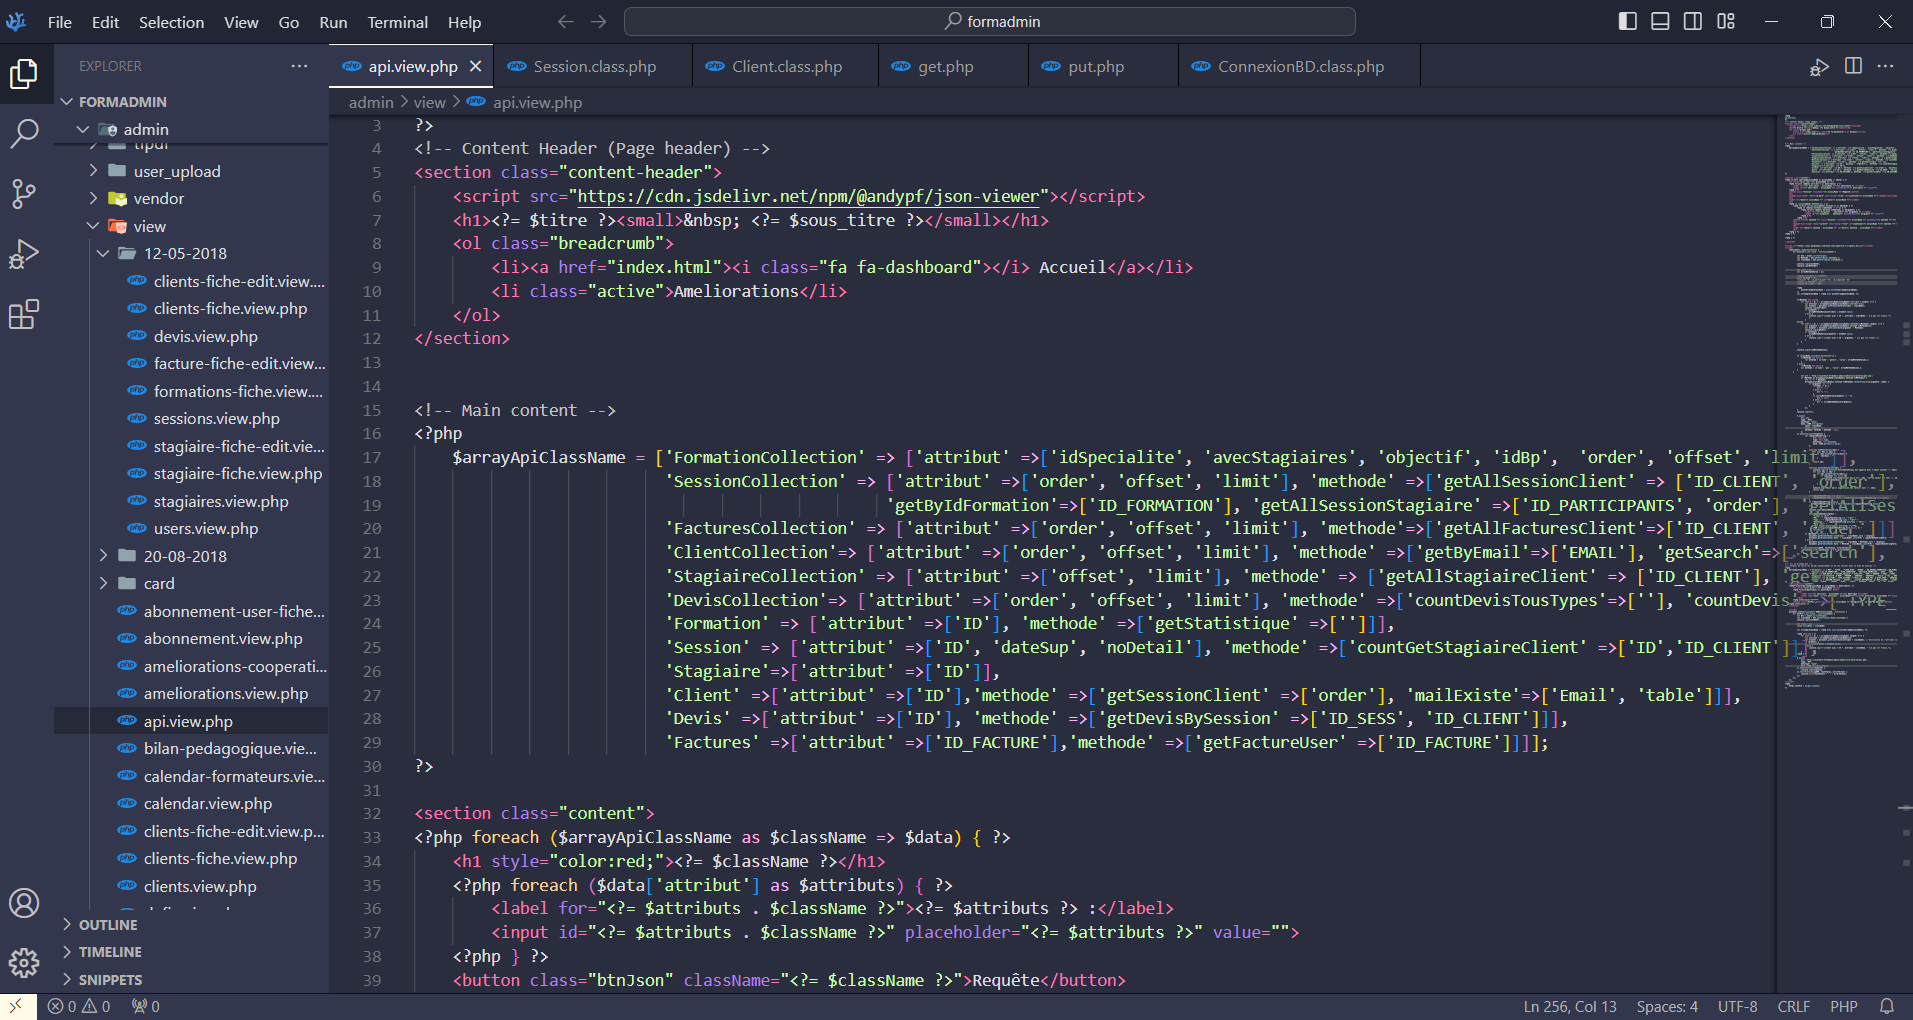 File Edit Selection View Go Run Terminal Help
formadmin
EXPLORER
FORMADMIN
admin
user_upload
vendor
view
12-05-2018
clients-fiche-edit.view....
clients-fiche.view.php
devis.view.php
facture-fiche-edit.view...
formations-fiche.view....
sessions.view.php
stagiaire-fiche-edit.vie...
stagiaire-fiche.view.php
stagiaires.view.php
users.view.php
20-08-2018
card
abonnement-user-fiche...
abonnement.view.php
ameliorations-cooperati...
ameliorations.view.php
api.view.php
bilan-pedagogique.vie...
calendar-formateurs.vie...
calendar.view.php
clients-fiche-edit.view.p...
clients-fiche.view.php
clients.view.php
OUTLINE
TIMELINE
SNIPPETS
api.view.php Session.class.php Client.class.php get.php put.php ConnexionBD.class.php
admin > view > api.view.php
3 ?>
4 <!-- Content Header (Page header) -->
5 <section class="content-header">
6 <script src="https://cdn.jsdelivr.net/npm/@andypf/json-viewer"></script>
7 <h1><?= $titre ?><small>&nbsp; <?= $sous_titre ?></small></h1>
8 <ol class="breadcrumb">
9 <li><a href="index.html"><i class="fa fa-dashboard"></i> Accueil</a></li>
10 <li class="active">Ameliorations</li>
11 </ol>
12 </section>
13
14
15 <!-- Main content -->
16 <?php
17 $arrayApiClassName = ['FormationCollection' => ['attribut' =>['idSpecialite', 'avecStagiaires', 'objectif', 'idBp', 'order', 'offset', 'limit'],
18 'SessionCollection' => ['attribut' =>['order', 'offset', 'limit'], 'methode' =>['getAllSessionClient' => ['ID_CLIENT', 'order'],
19 'getByIdFormation'=>['ID_FORMATION'], 'getAllSessionStagiaire' =>['ID_PARTICIPANTS', 'order'], 'getAllSes
20 'FacturesCollection' => ['attribut' =>['order', 'offset', 'limit'], 'methode'=>['getAllFacturesClient'=>['ID_CLIENT', 'order']]]
21 'ClientCollection'=> ['attribut' =>['order', 'offset', 'limit'], 'methode' =>['getByEmail'=>['EMAIL'], 'getSearch'=>['search'],
22 'StagiaireCollection' => ['attribut' =>['offset', 'limit'], 'methode' => ['getAllStagiaireClient' => ['ID_CLIENT'],
23 'DevisCollection'=> ['attribut' =>['order', 'offset', 'limit'], 'methode' =>['countDevisTousTypes'=>[''], 'countDevis
24 'Formation' => ['attribut' =>['ID'], 'methode' =>['getStatistique' =>['']]],
25 'Session' => ['attribut' =>['ID', 'dateSup', 'noDetail'], 'methode' =>['countGetStagiaireClient' =>['ID','ID_CLIENT']]],
26 'Stagiaire'=>['attribut' =>['ID']],
27 'Client' =>['attribut' =>['ID'],'methode' =>['getSessionClient' =>['order'], 'mailExiste'=>['Email', 'table']]],
28 'Devis' =>['attribut' =>['ID'], 'methode' =>['getDevisBySession' =>['ID_SESS', 'ID_CLIENT']]],
29 'Factures' =>['attribut' =>['ID_FACTURE'],'methode' =>['getFactureUser' =>['ID_FACTURE']]]];
30 ?>
31
32 <section class="content">
33 <?php foreach ($arrayApiClassName as $className => $data) { ?>
34 <h1 style="color:red;"><?= $className ?></h1>
35 <?php foreach ($data['attribut'] as $attributs) { ?>
36 <label for="<?= $attributs . $className ?>"><?= $attributs ?> :</label>
37 <input id="<?= $attributs . $className ?>" placeholder="<?= $attributs ?>" value="">
38 <?php } ?>
39 <button class="btnJson" className="<?= $className ?>">Requête</button>
0 0 0 Ln 256, Col 13 Spaces: 4 UTF-8 CRLF PHP